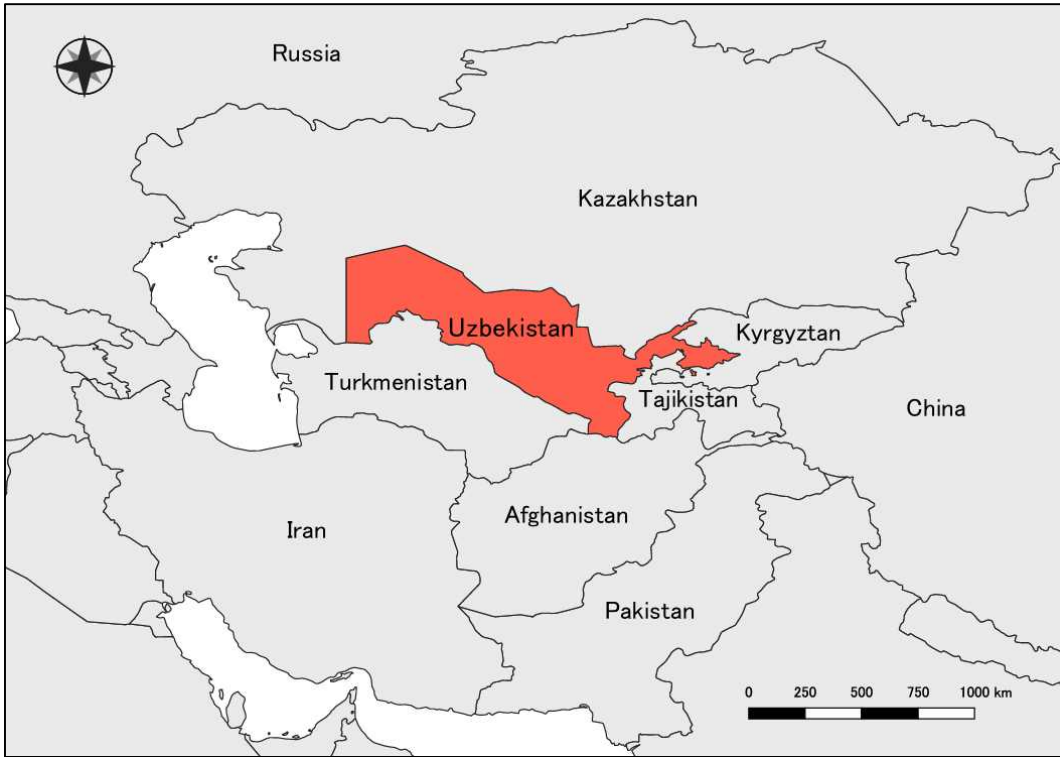 Russia
Kazakhstan
Uzbekistan
Kyrgyztan
Turkmenistan
Tajikistan
China
Afghanistan
Iran
Pakistan
0 250 500 750 1000 km